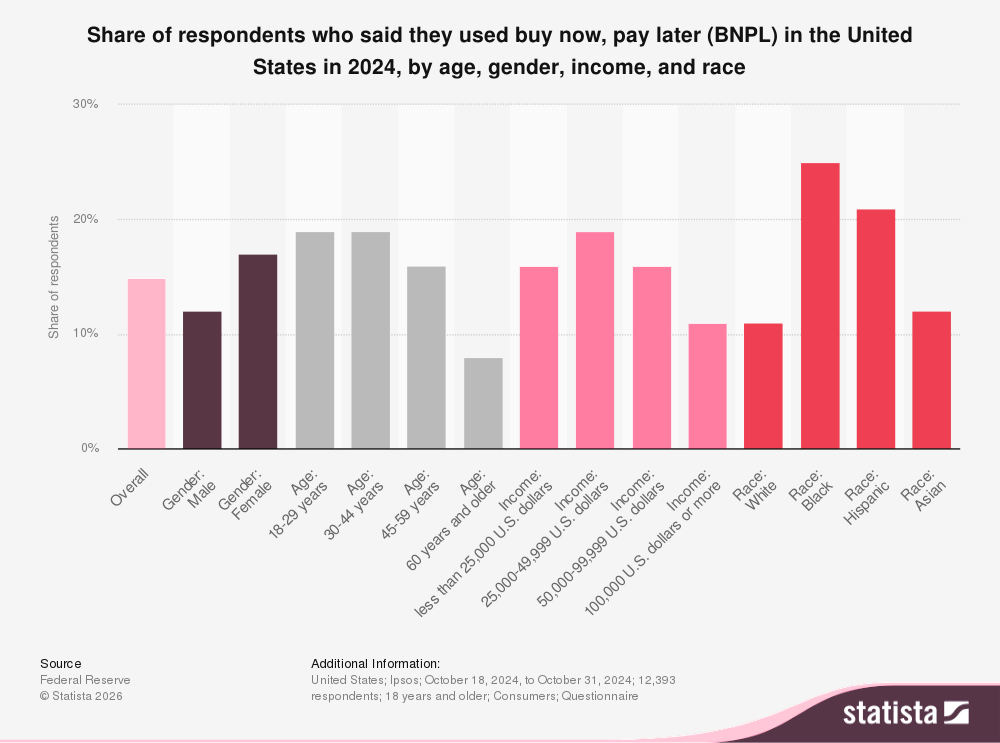 Share of respondents who said they used buy now, pay later (BNPL) in the United
States in 2024, by age, gender, income, and race
30%
20%
10%
0%
Share of respondents
Overall
Gender:
Male
Gender:
Female
Age:
18-29 years
Age:
30-44 years
Age:
45-59 years
Age:
60 years and older
Income:
less than 25,000 U.S. dollars
Income:
25,000-49,999 U.S. dollars
Income:
50,000-99,999 U.S. dollars
Income:
100,000 U.S. dollars or more
Race:
White
Race:
Black
Race:
Hispanic
Race:
Asian
Source
Federal Reserve
© Statista 2026
Additional Information:
United States; Ipsos; October 18, 2024, to October 31, 2024; 12,393
respondents; 18 years and older; Consumers; Questionnaire
statista